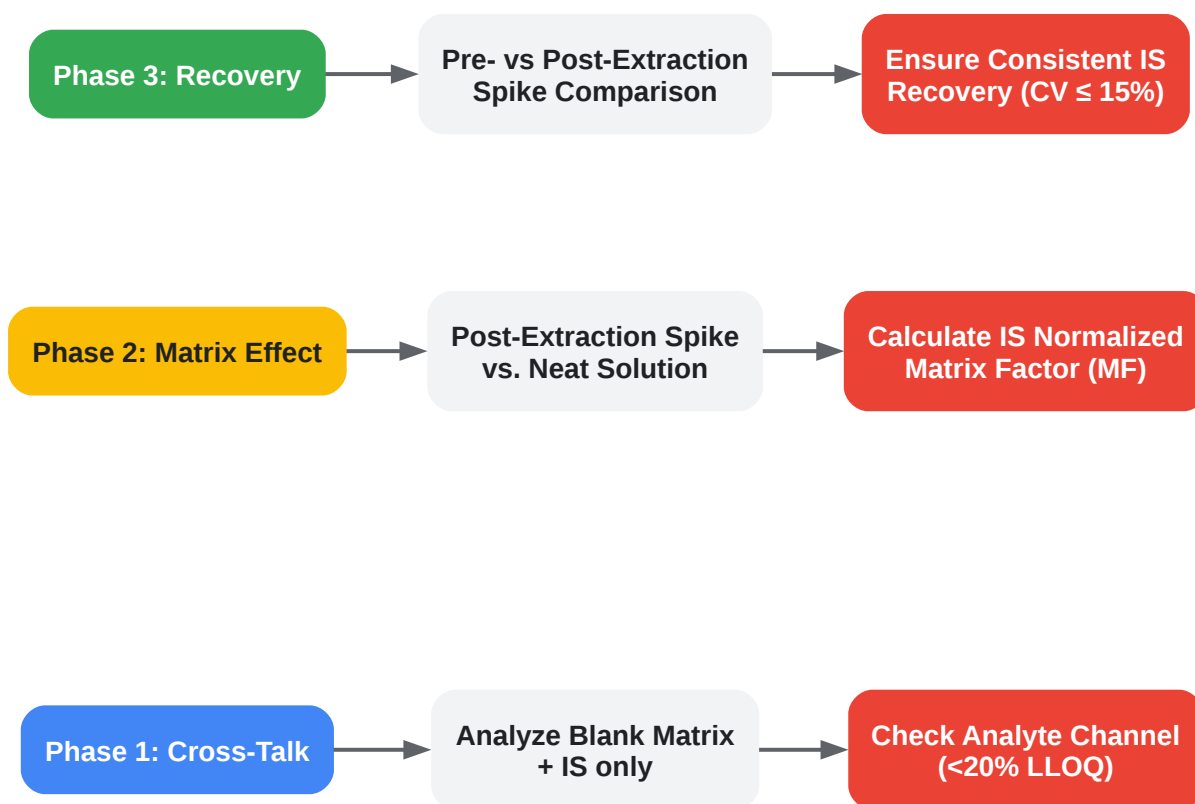 Phase 3: Recovery
Pre- vs Post-Extraction
Spike Comparison
Ensure Consistent IS
Recovery (CV ≤ 15%)
Phase 2: Matrix Effect
Post-Extraction Spike
vs. Neat Solution
Calculate IS Normalized
Matrix Factor (MF)
Phase 1: Cross-Talk
Analyze Blank Matrix
+ IS only
Check Analyte Channel
(<20% LLOQ)